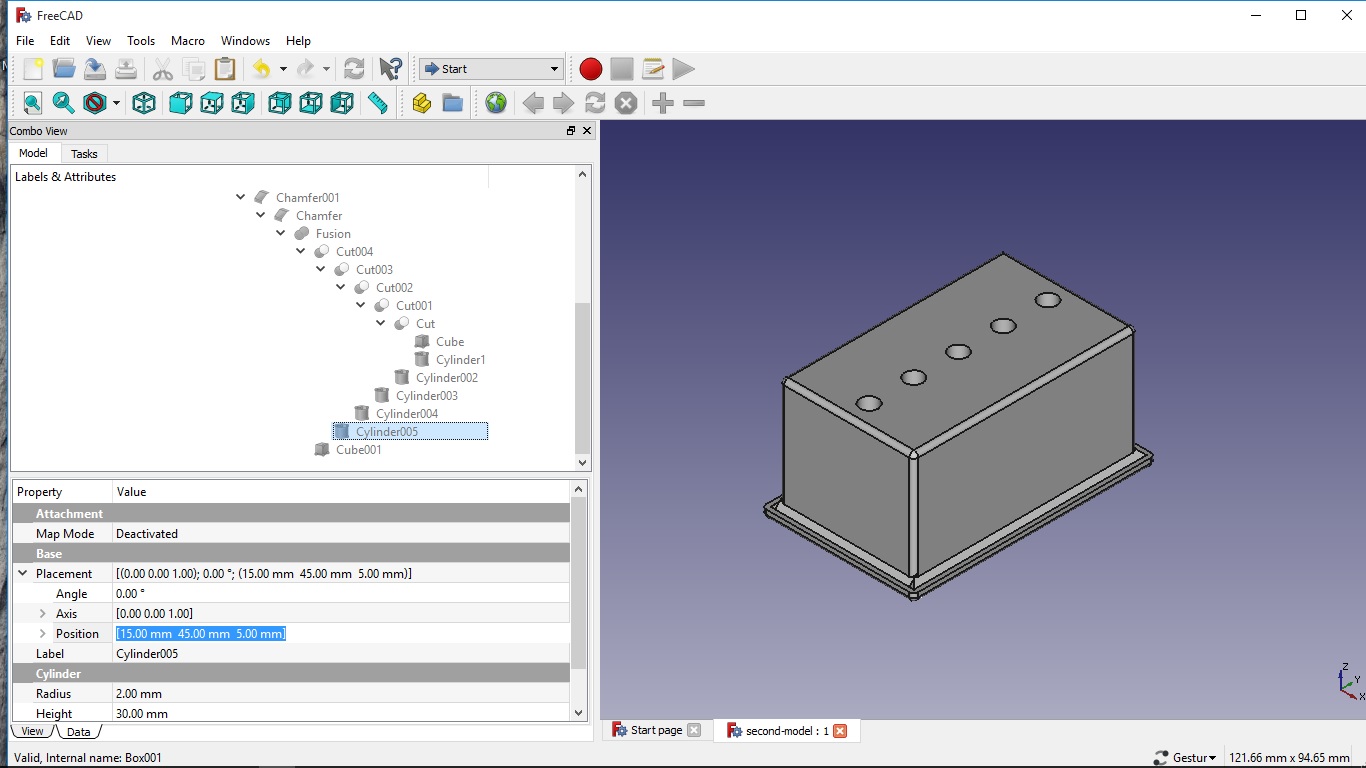 FreeCAD
File Edit View Tools Macro Windows Help
Start
Combo View
Model Tasks
Labels & Attributes
Chamfer001
Chamfer
Fusion
Cut004
Cut003
Cut002
Cut001
Cut
Cube
Cylinder1
Cylinder002
Cylinder003
Cylinder004
Cylinder005
Cube001
Property Value
Attachment
Map Mode Deactivated
Base
Placement [(0.00 0.00 1.00); 0.00 °; (15.00 mm 45.00 mm 5.00 mm)]
Angle 0.00 °
Axis [0.00 0.00 1.00]
Position [15.00 mm 45.00 mm 5.00 mm]
Label Cylinder005
Cylinder
Radius 2.00 mm
Height 30.00 mm
View Data
Z
Y
X
Start page second-model : 1
Valid, Internal name: Box001 Gestur 121.66 mm x 94.65 mm